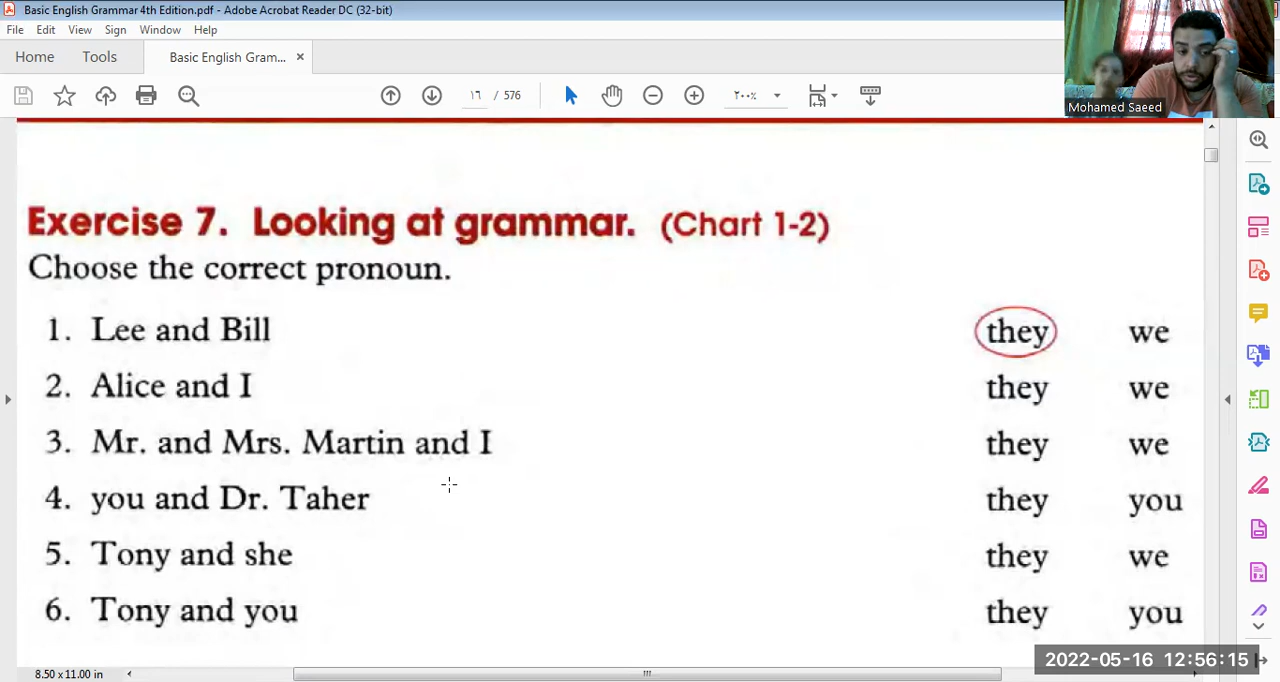 Basic English Grammar 4th Edition.pdf - Adobe Acrobat Reader DC (32-bit)
File Edit View Sign Window Help
Home Tools Basic English Gram... ×
١٦ / 576 ٢٠٠%
Mohamed Saeed
Exercise 7. Looking at grammar. (Chart 1-2)
Choose the correct pronoun.
1. Lee and Bill they we
2. Alice and I they we
3. Mr. and Mrs. Martin and I they we
4. you and Dr. Taher they you
5. Tony and she they we
6. Tony and you they you
8.50 x 11.00 in
2022-05-16 12:56:15